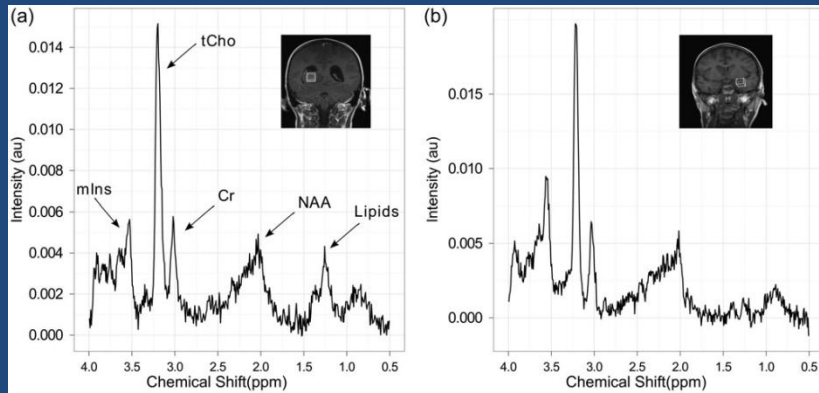 (a)
tCho
mIns
Cr
NAA
Lipids
Intensity (au)
0.014
0.012
0.010
0.008
0.006
0.004
0.002
0.000
4.0 3.5 3.0 2.5 2.0 1.5 1.0 0.5
Chemical Shift(ppm)
(b)
Intensity (au)
0.015
0.010
0.005
0.000
4.0 3.5 3.0 2.5 2.0 1.5 1.0 0.5
Chemical Shift(ppm)